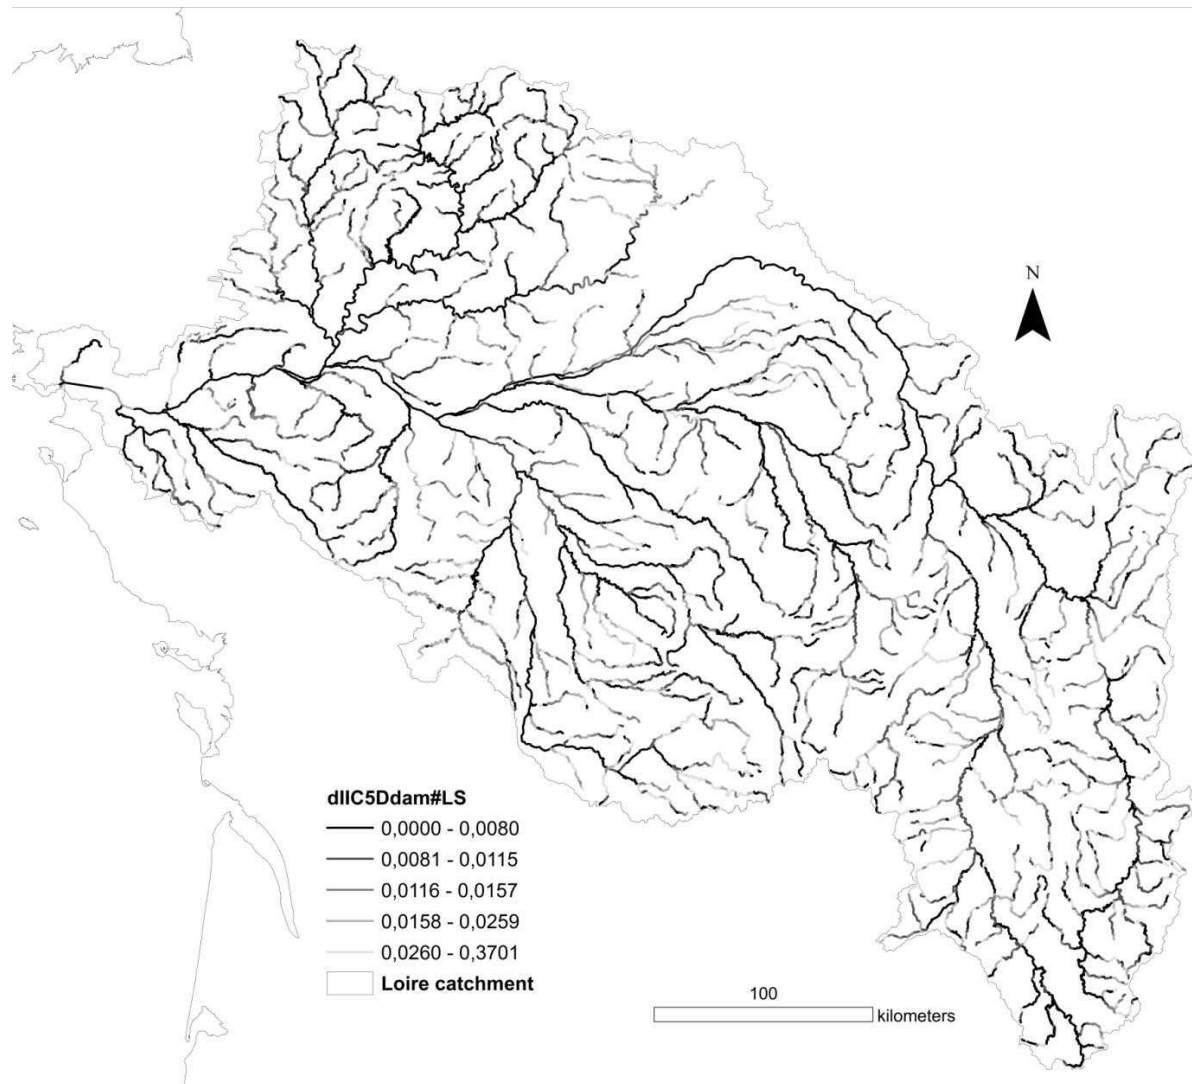 N
dIIC5Ddam#LS
0,0000 - 0,0080
0,0081 - 0,0115
0,0116 - 0,0157
0,0158 - 0,0259
0,0260 - 0,3701
Loire catchment
100
kilometers